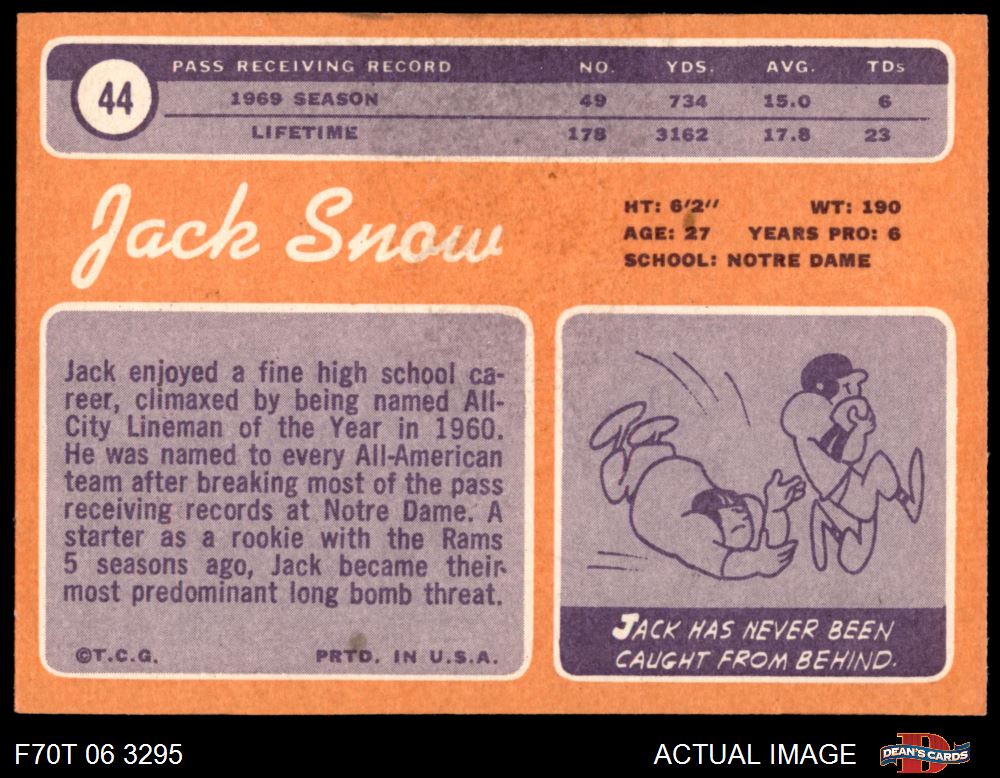 44
PASS RECEIVING RECORD NO. YDS. AVG. TDs
1969 SEASON 49 734 15.0 6
LIFETIME 178 3162 17.8 23
Jack Snow
HT: 6'2" WT: 190
AGE: 27 YEARS PRO: 6
SCHOOL: NOTRE DAME
Jack enjoyed a fine high school ca-
reer, climaxed by being named All-
City Lineman of the Year in 1960.
He was named to every All-American
team after breaking most of the pass
receiving records at Notre Dame. A
starter as a rookie with the Rams
5 seasons ago, Jack became their
most predominant long bomb threat.
©T.C.G. PRTD. IN U.S.A.
JACK HAS NEVER BEEN
CAUGHT FROM BEHIND.
F70T 06 3295 ACTUAL IMAGE DEAN'S CARDS